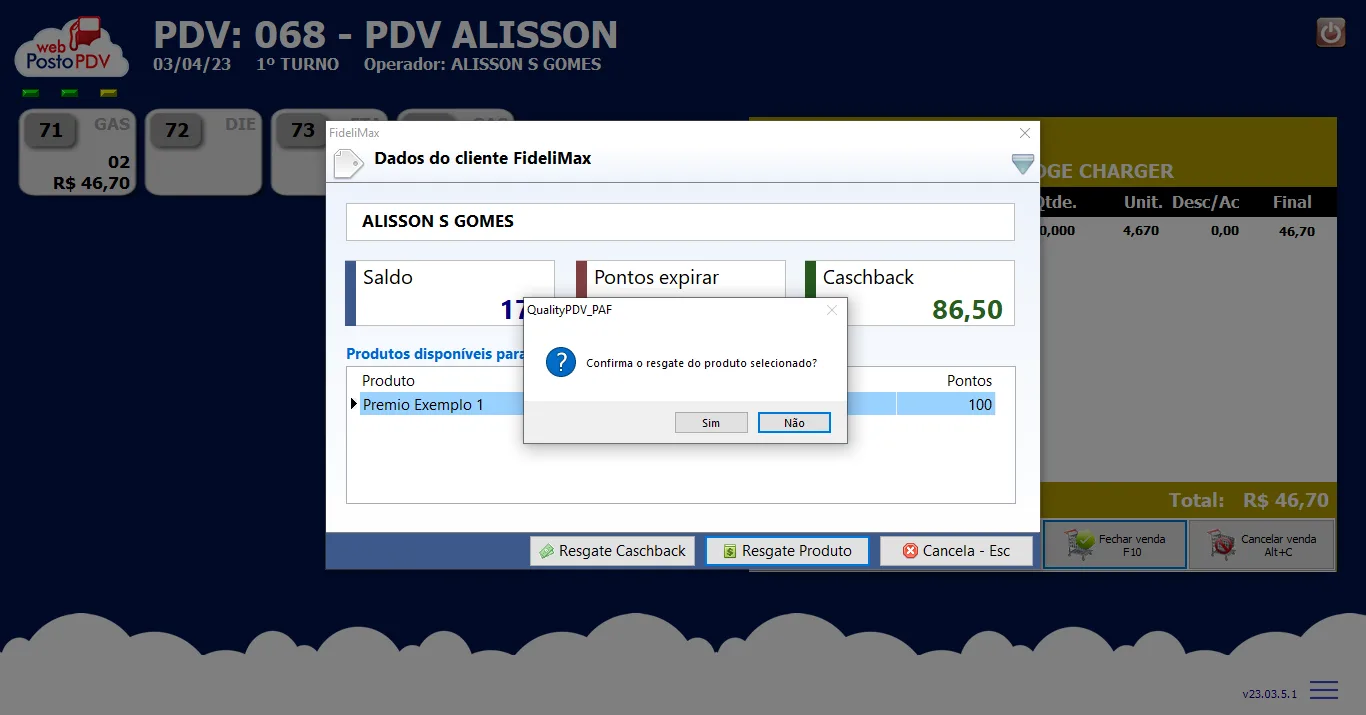 web
PostoPDV
PDV: 068 - PDV ALISSON
03/04/23 1º TURNO Operador: ALISSON S GOMES
71 GAS
02
R$ 46,70
72 DIE
73
FideliMax
Dados do cliente FideliMax
ALISSON S GOMES
Saldo
17
Pontos expirar
Caschback
86,50
Produtos disponíveis para
Produto Pontos
Premio Exemplo 1 100
QualityPDV_PAF
Confirma o resgate do produto selecionado?
Sim Não
Resgate Caschback Resgate Produto Cancela - Esc
DGE CHARGER
Qtde. Unit. Desc/Ac Final
0,000 4,670 0,00 46,70
Total: R$ 46,70
Fechar venda
F10
Cancelar venda
Alt+C
v23.03.5.1